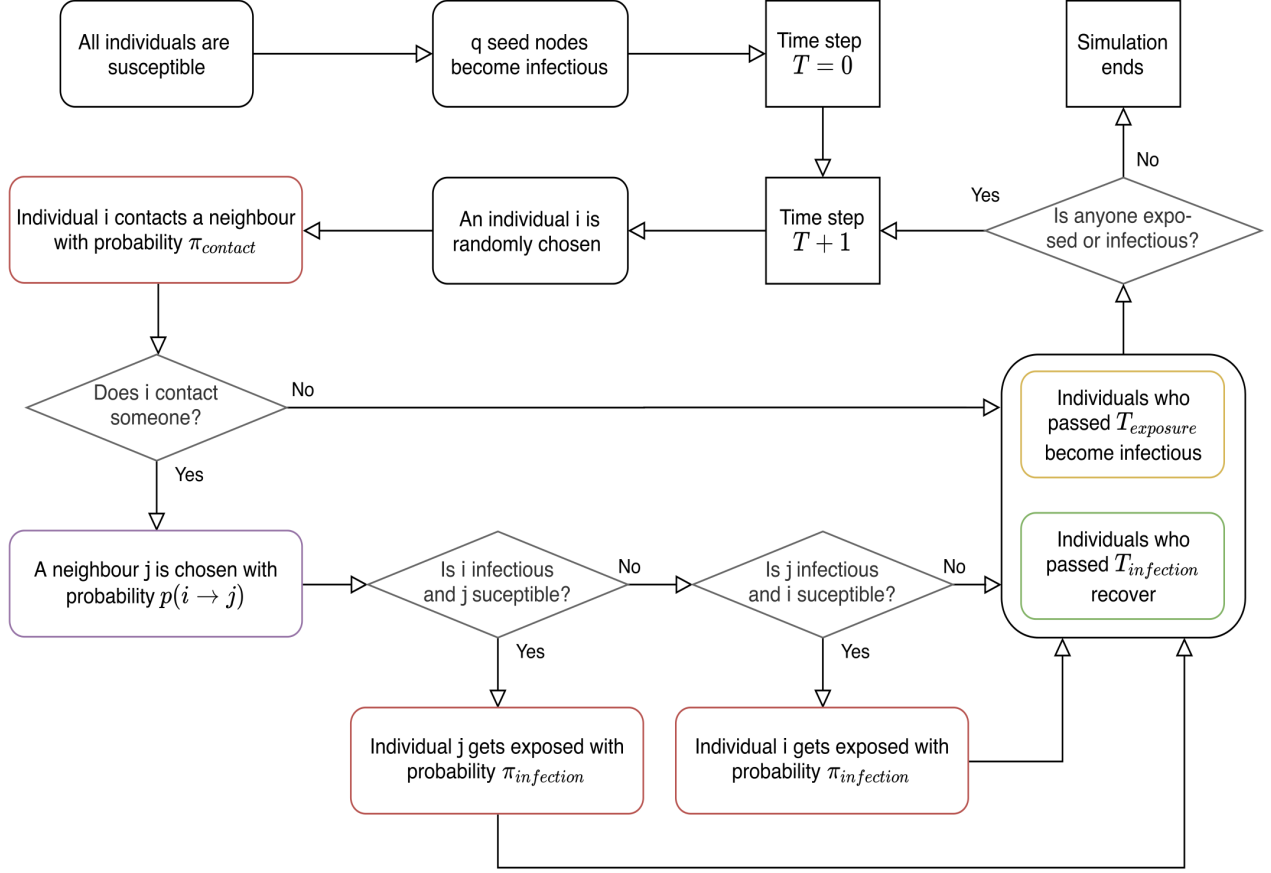 All individuals are
susceptible
q seed nodes
become infectious
Time step
T = 0
Simulation
ends
No
Yes
Individual i contacts a neighbour
with probability π_contact
An individual i is
randomly chosen
Time step
T + 1
Is anyone expo-
sed or infectious?
Does i contact
someone?
No
Yes
Individuals who
passed T_exposure
become infectious
A neighbour j is chosen with
probability p(i → j)
Is i infectious
and j suceptible?
No
Is j infectious
and i suceptible?
No
Individuals who
passed T_infection
recover
Yes
Yes
Individual j gets exposed with
probability π_infection
Individual i gets exposed with
probability π_infection